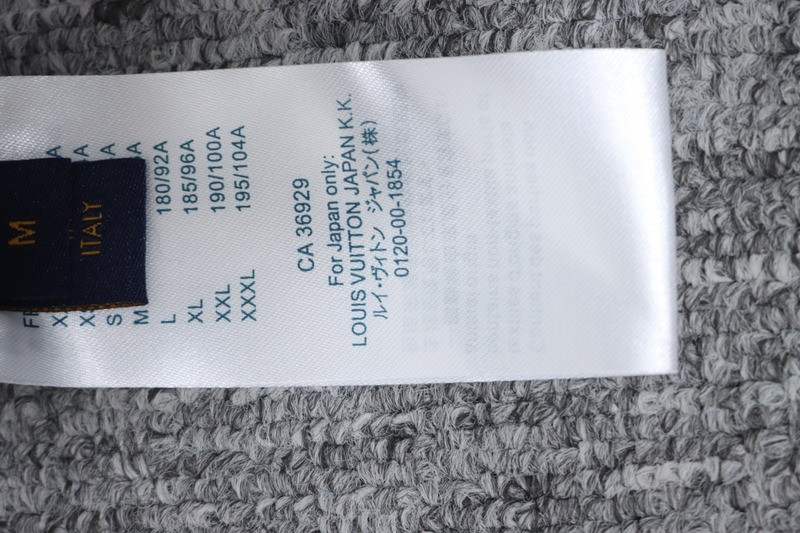 M
ITALY
S
M
L 180/92A
XL 185/96A
XXL 190/100A
XXXL 195/104A
CA 36929
For Japan only:
LOUIS VUITTON JAPAN K.K.
ルイ・ヴィトン ジャパン(株)
0120-00-1854